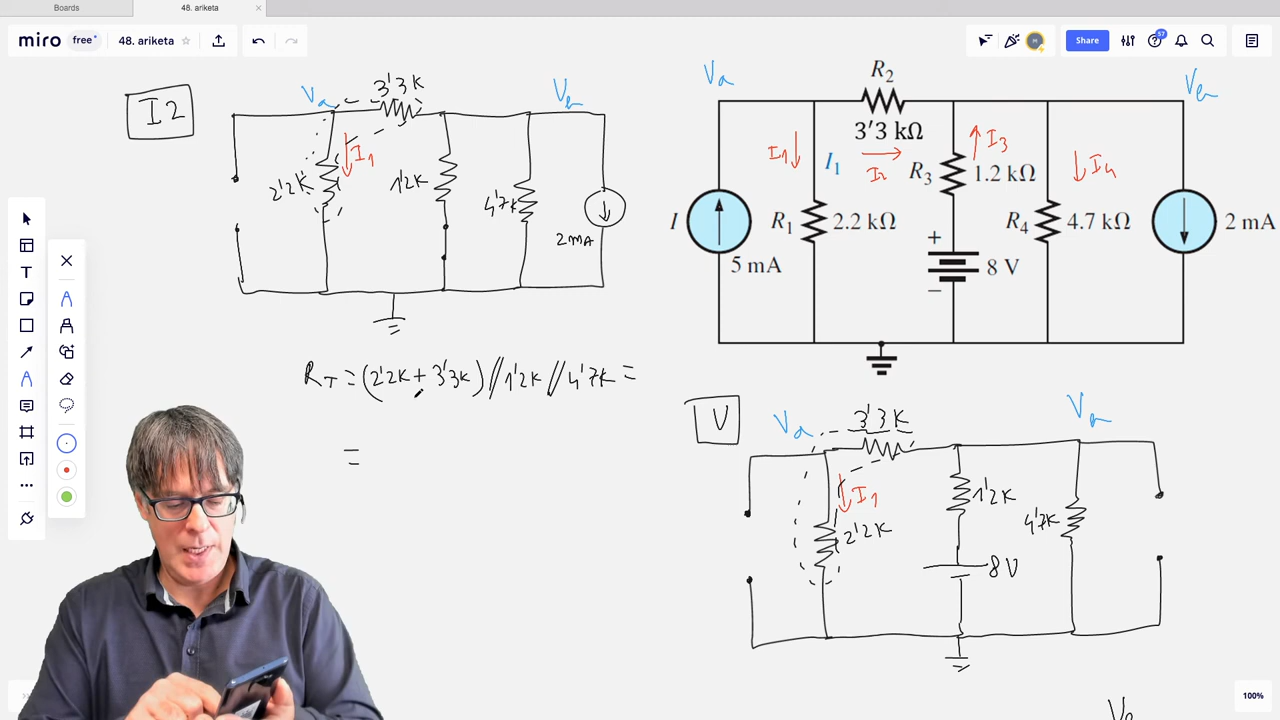 Boards
48. ariketa
miro
free
48. ariketa
Share
57
I2
Va
3'3K
Vb
I1
2'2K
1'2K
4'7K
2mA
RT = (2'2K + 3'3K) // 1'2K // 4'7K =
=
Va
R2
Vb
3'3 kΩ
I1
I1
I2
R3
I3
1.2 kΩ
I4
I
R1
2.2 kΩ
R4
4.7 kΩ
2 mA
5 mA
+
8 V
–
V
Va
3'3K
I1
1'2K
2'2K
4'7K
8V
100%